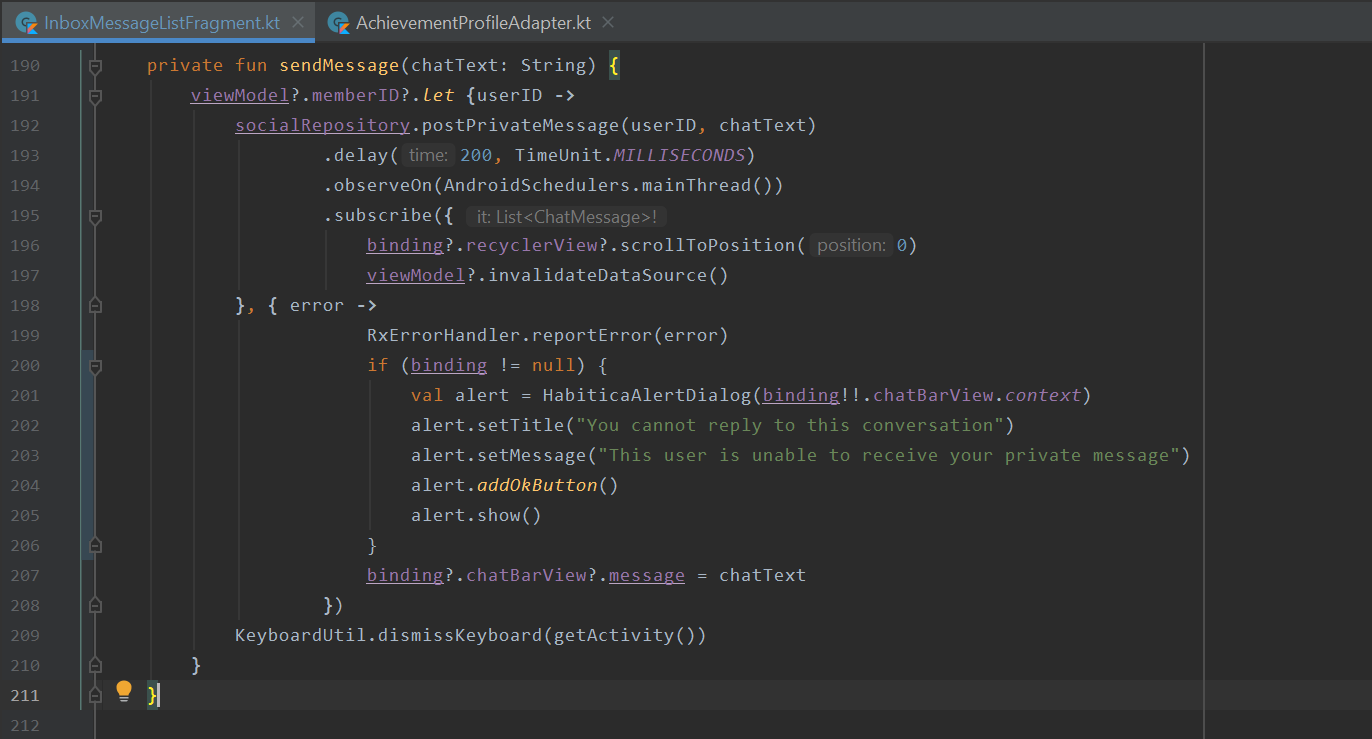 InboxMessageListFragment.kt × AchievementProfileAdapter.kt ×
190 private fun sendMessage(chatText: String) {
191 viewModel?.memberID?.let {userID ->
192 socialRepository.postPrivateMessage(userID, chatText)
193 .delay( time: 200, TimeUnit.MILLISECONDS)
194 .observeOn(AndroidSchedulers.mainThread())
195 .subscribe({ it: List<ChatMessage>!
196 binding?.recyclerView?.scrollToPosition( position: 0)
197 viewModel?.invalidateDataSource()
198 }, { error ->
199 RxErrorHandler.reportError(error)
200 if (binding != null) {
201 val alert = HabiticaAlertDialog(binding!!.chatBarView.context)
202 alert.setTitle("You cannot reply to this conversation")
203 alert.setMessage("This user is unable to receive your private message")
204 alert.addOkButton()
205 alert.show()
206 }
207 binding?.chatBarView?.message = chatText
208 })
209 KeyboardUtil.dismissKeyboard(getActivity())
210 }
211 }
212